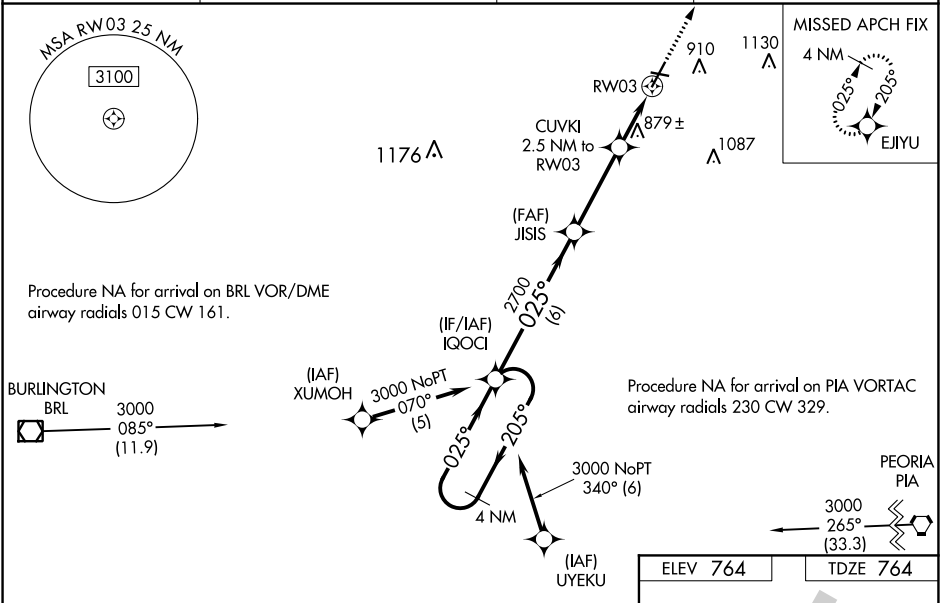 MSA RW03 25 NM
3100
1176
RW03
910
1130
879±
1087
CUVKI
2.5 NM to
RW03
MISSED APCH FIX
4 NM
025°
205°
EJIYU
(FAF)
JISIS
2700
025°
(6)
Procedure NA for arrival on BRL VOR/DME
airway radials 015 CW 161.
(IF/IAF)
IQOCI
(IAF)
XUMOH
3000 NoPT
070°
(5)
BURLINGTON
BRL
3000
085°
(11.9)
025°
205°
4 NM
Procedure NA for arrival on PIA VORTAC
airway radials 230 CW 329.
3000 NoPT
340° (6)
(IAF)
UYEKU
PEORIA
PIA
3000
265°
(33.3)
ELEV 764
TDZE 764